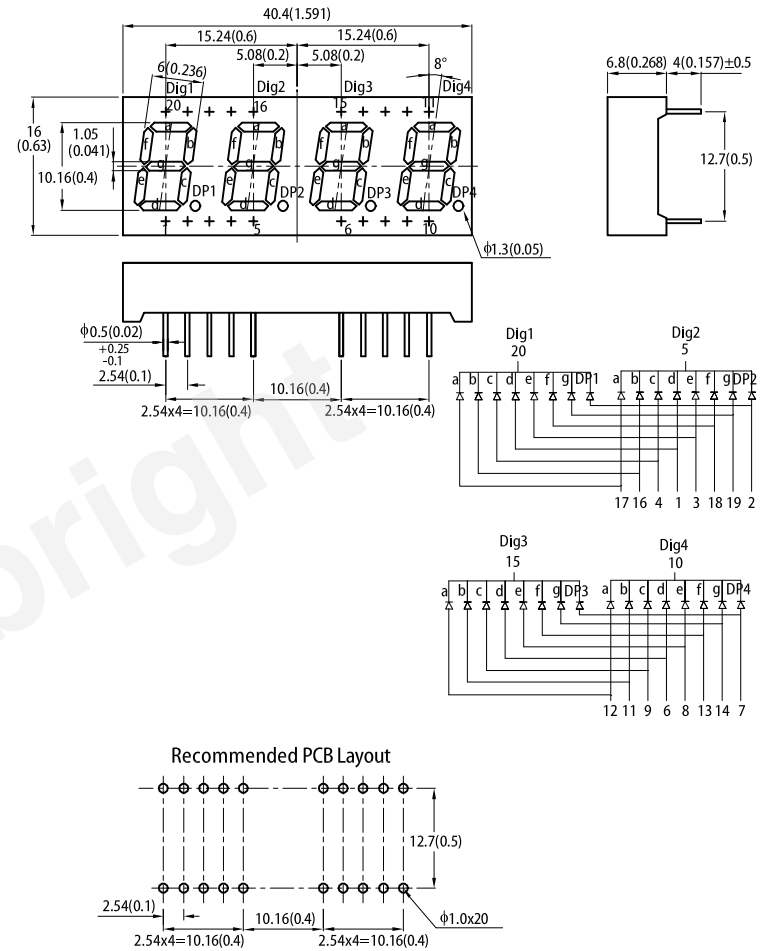 40.4(1.591)
15.24(0.6) 15.24(0.6)
5.08(0.2) 5.08(0.2)
6(0.236) 8°
6.8(0.268) 4(0.157)±0.5
Dig1 Dig2 Dig3 Dig4
20 16 15 11
16
(0.63)
1.05
(0.041)
10.16(0.4)
a a a a
f b f b f b f b
g g g g
e c e c e c e c
d d d d
DP1 DP2 DP3 DP4
1 5 6 10
12.7(0.5)
ϕ1.3(0.05)
ϕ0.5(0.02)
+0.25
-0.1
2.54(0.1)
10.16(0.4)
2.54x4=10.16(0.4) 2.54x4=10.16(0.4)
Dig1 Dig2
20 5
a b c d e f g DP1 a b c d e f g DP2
17 16 4 1 3 18 19 2
Dig3 Dig4
15 10
a b c d e f g DP3 a b c d e f g DP4
12 11 9 6 8 13 14 7
bright
Recommended PCB Layout
12.7(0.5)
2.54(0.1)
10.16(0.4)
ϕ1.0x20
2.54x4=10.16(0.4) 2.54x4=10.16(0.4)